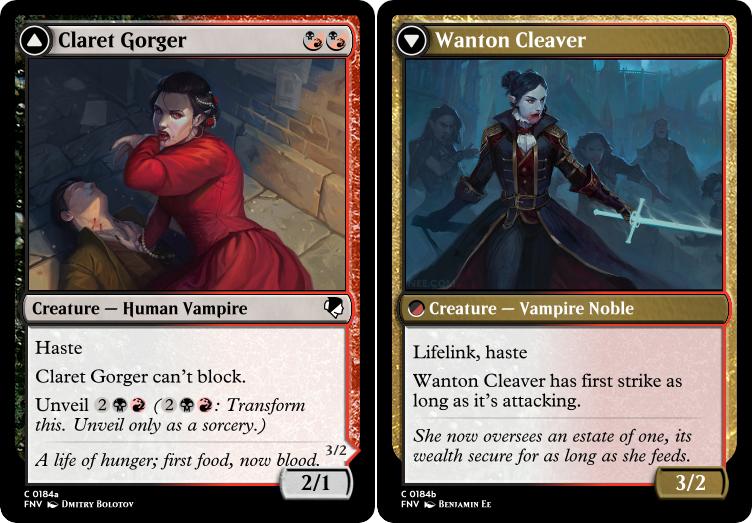 Claret Gorger
Creature — Human Vampire
Haste
Claret Gorger can't block.
Unveil 2 (2: Transform
this. Unveil only as a sorcery.)
A life of hunger; first food, now blood.
3/2
2/1
C 0184a
FNV DMITRY BOLOTOV
Wanton Cleaver
Creature — Vampire Noble
Lifelink, haste
Wanton Cleaver has first strike as
long as it's attacking.
She now oversees an estate of one, its
wealth secure for as long as she feeds.
3/2
C 0184b
FNV BENJAMIN EE